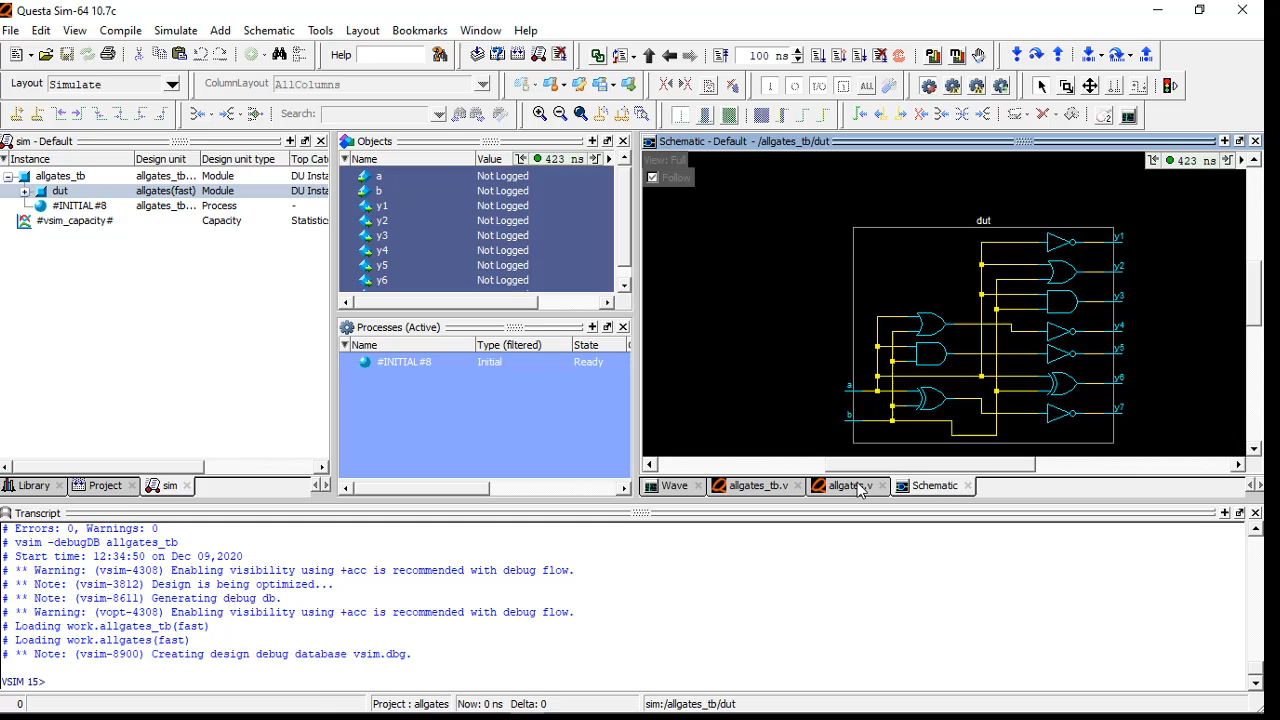 Questa Sim-64 10.7c
File Edit View Compile Simulate Add Schematic Tools Layout Bookmarks Window Help
Help 100 ns
Layout Simulate ColumnLayout AllColumns
Search:
sim - Default
Instance Design unit Design unit type Top Cate
allgates_tb allgates_tb... Module DU Insta
dut allgates(fast) Module DU Insta
#INITIAL#8 allgates_tb... Process -
#vsim_capacity# Capacity Statistic
Library Project sim
Objects
Name Value 423 ns
a Not Logged
b Not Logged
y1 Not Logged
y2 Not Logged
y3 Not Logged
y4 Not Logged
y5 Not Logged
y6 Not Logged
Processes (Active)
Name Type (filtered) State
#INITIAL#8 Initial Ready
Schematic - Default - /allgates_tb/dut
View: Full
423 ns
Follow
dut
y1
y2
y3
y4
y5
y6
a
y7
b
Wave allgates_tb.v allgates.v Schematic
Transcript
# Errors: 0, Warnings: 0
# vsim -debugDB allgates_tb
# Start time: 12:34:50 on Dec 09,2020
# ** Warning: (vsim-4308) Enabling visibility using +acc is recommended with debug flow.
# ** Note: (vsim-3812) Design is being optimized...
# ** Note: (vsim-8611) Generating debug db.
# ** Warning: (vopt-4308) Enabling visibility using +acc is recommended with debug flow.
# Loading work.allgates_tb(fast)
# Loading work.allgates(fast)
# ** Note: (vsim-8900) Creating design debug database vsim.dbg.
VSIM 15>
0 Project : allgates Now: 0 ns Delta: 0 sim:/allgates_tb/dut